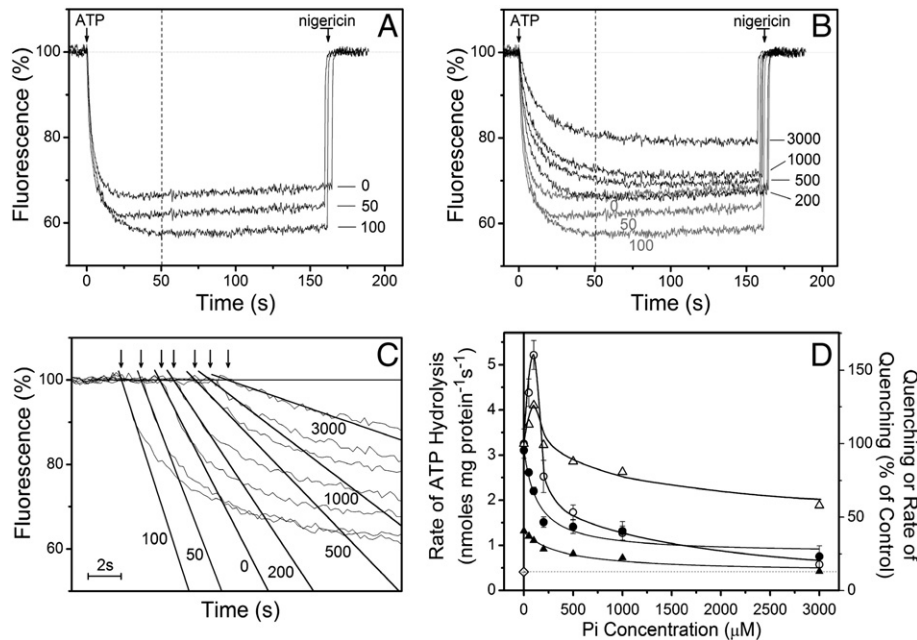 A
ATP
nigericin
Fluorescence (%)
100
80
60
0
50
100
0
50
100
150
200
Time (s)
B
ATP
nigericin
Fluorescence (%)
100
80
60
3000
1000
500
200
0
50
100
0
50
100
150
200
Time (s)
C
Fluorescence (%)
100
80
60
3000
1000
500
200
0
50
100
2s
Time (s)
D
Rate of ATP Hydrolysis
(nmoles mg protein⁻¹s⁻¹)
5
4
3
2
1
0
150
100
50
0
Quenching or Rate of
Quenching (% of Control)
0
500
1000
1500
2000
2500
3000
Pi Concentration (μM)